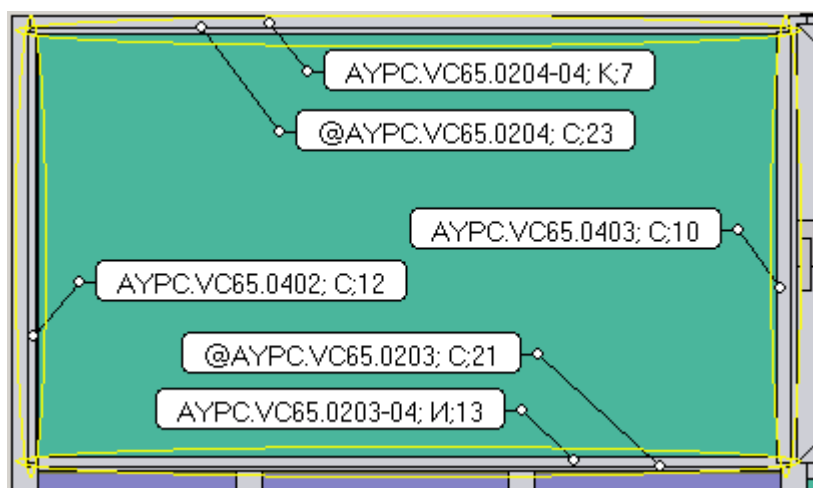 AYPC.VC65.0204-04; К;7
@AYPC.VC65.0204; С;23
AYPC.VC65.0403; С;10
AYPC.VC65.0402; С;12
@AYPC.VC65.0203; С;21
AYPC.VC65.0203-04; И;13